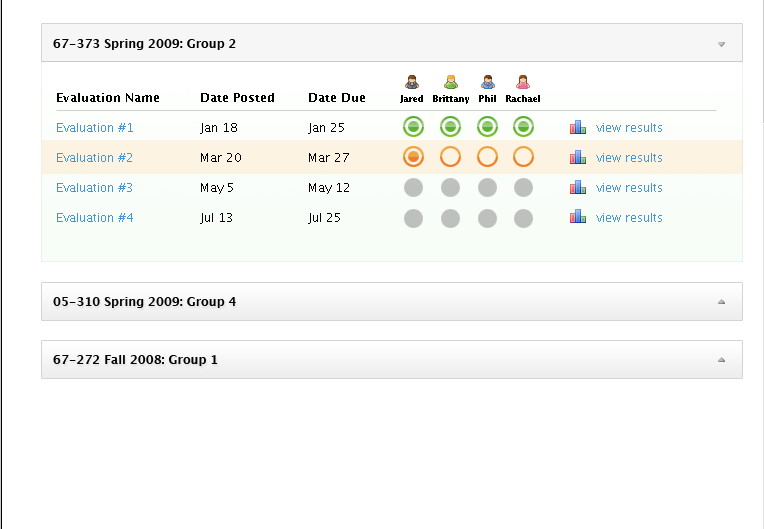 67-373 Spring 2009: Group 2
Evaluation Name Date Posted Date Due Jared Brittany Phil Rachael
Evaluation #1 Jan 18 Jan 25 view results
Evaluation #2 Mar 20 Mar 27 view results
Evaluation #3 May 5 May 12 view results
Evaluation #4 Jul 13 Jul 25 view results
05-310 Spring 2009: Group 4
67-272 Fall 2008: Group 1